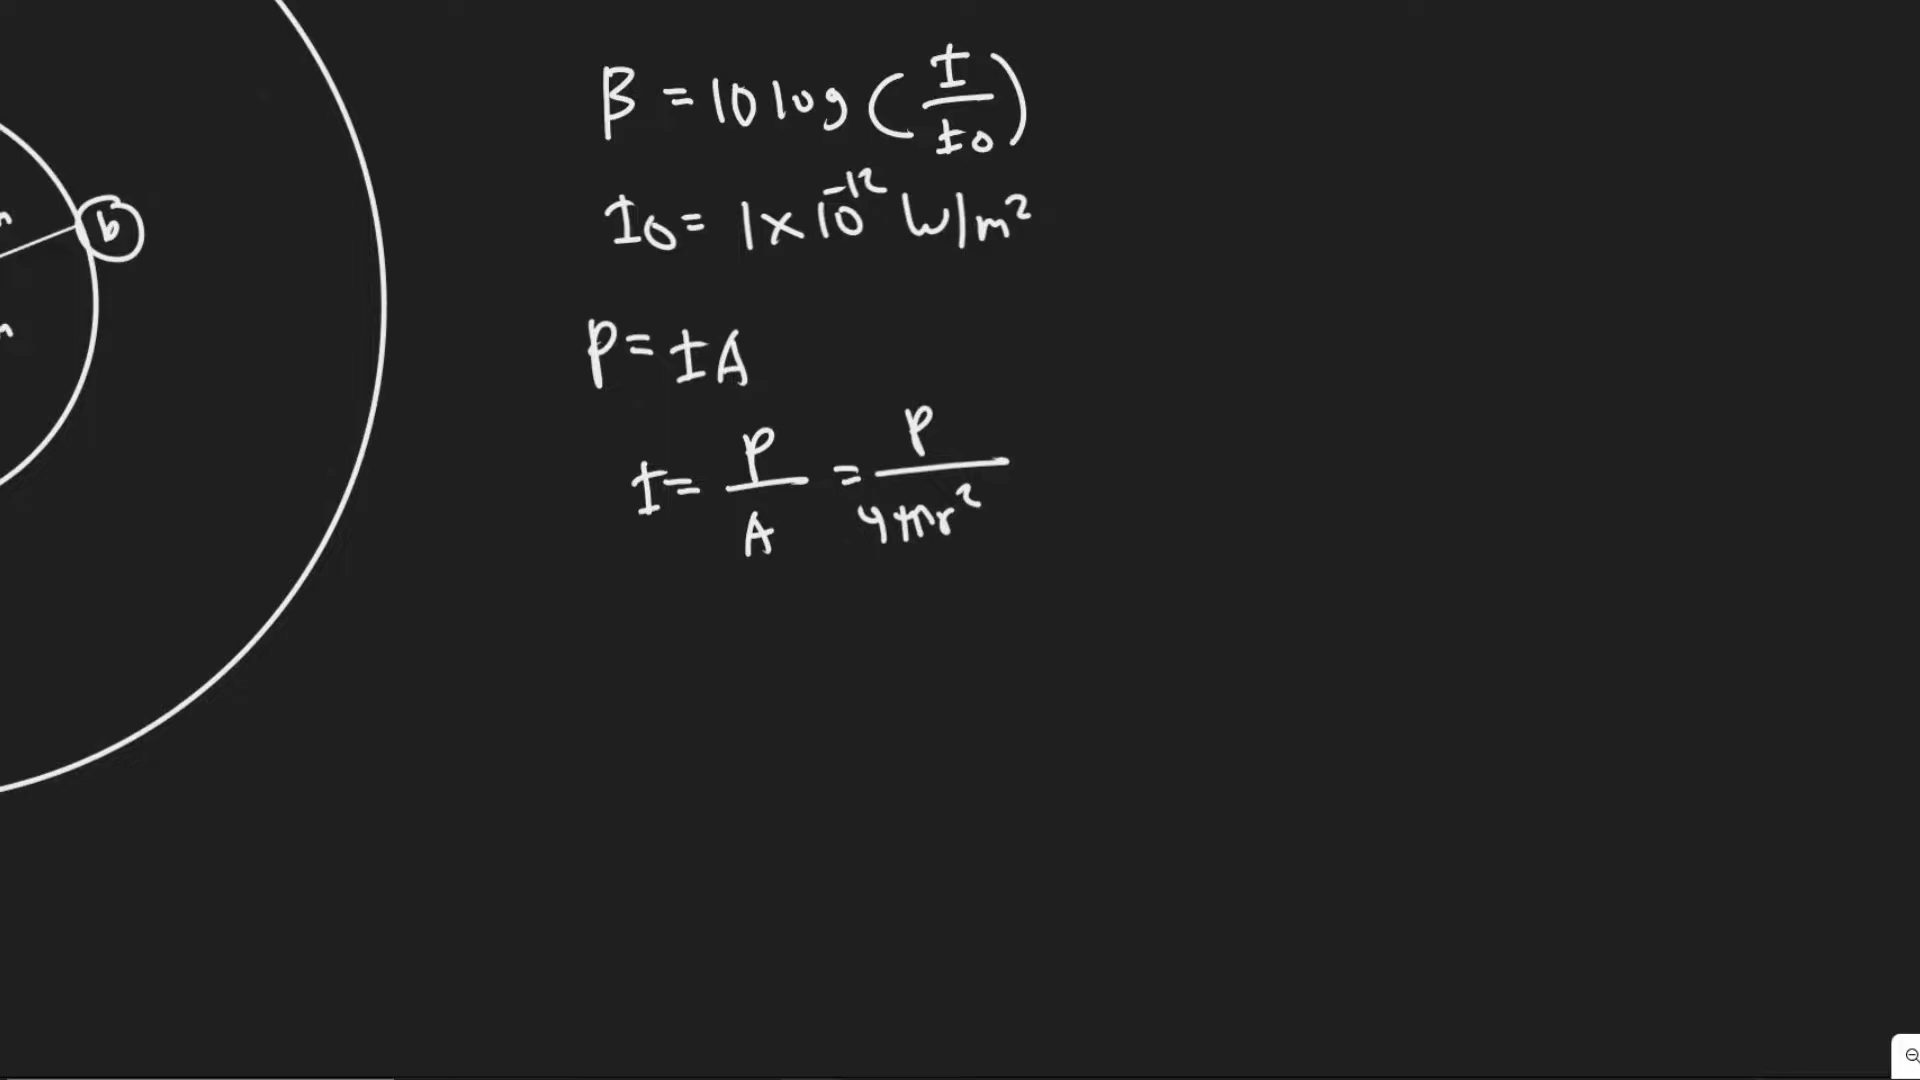 β = 10 log (I/I₀)
I₀ = 1 x 10⁻¹² W/m²
b
P = IA
I = P/A = P/4πr²